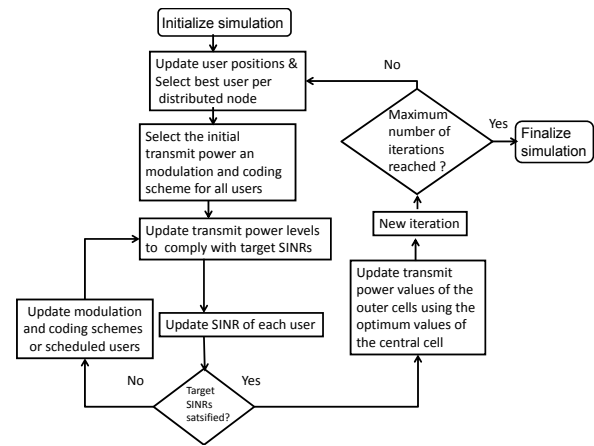 Initialize simulation
Update user positions &
Select best user per
distributed node
Select the initial
transmit power an
modulation and coding
scheme for all users
Update transmit power levels
to comply with target SINRs
Update modulation
and coding schemes
or scheduled users
Update SINR of each user
Target
SINRs
satsified?
No
Yes
Update transmit
power values of the
outer cells using the
optimum values of
the central cell
New iteration
Maximum
number of
iterations
reached ?
No
Yes
Finalize
simulation